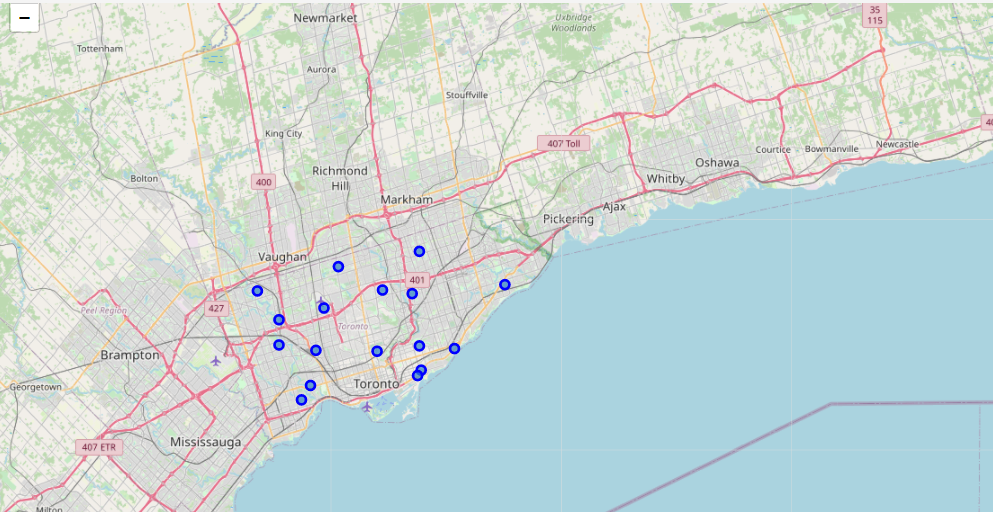 −
Newmarket
Uxbridge
Woodlands
35
115
Tottenham
Aurora
Stouffville
King City
407 Toll
40
Richmond
Hill
Courtice
Bowmanville
Newcastle
Oshawa
Whitby
Bolton
400
Markham
Ajax
Pickering
Vaughan
401
427
Peel Region
Toronto
Brampton
Georgetown
Toronto
Mississauga
407 ETR
Milton